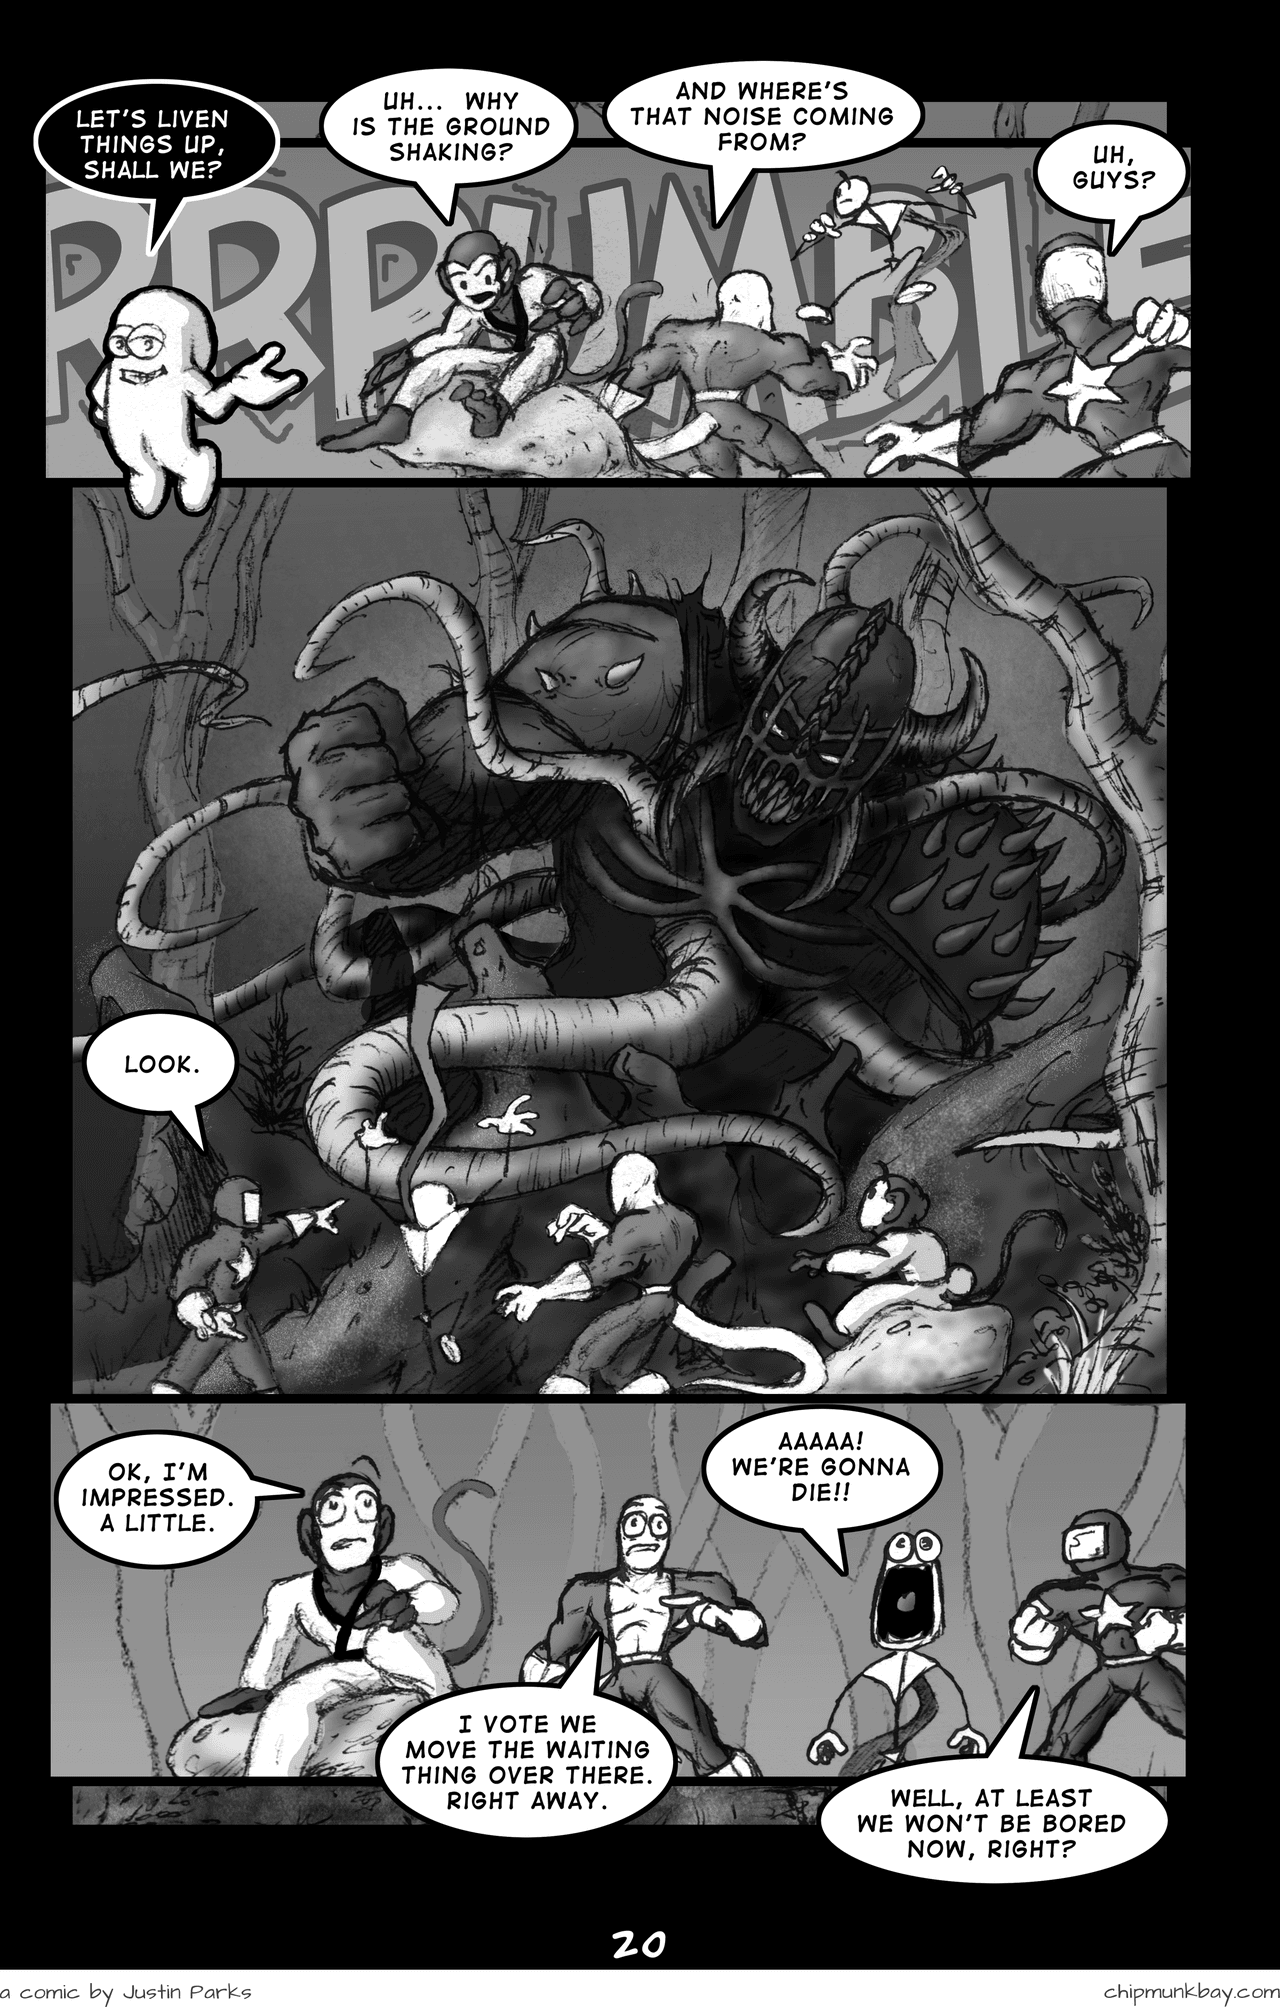 LET'S LIVEN
THINGS UP,
SHALL WE?
UH... WHY
IS THE GROUND
SHAKING?
AND WHERE'S
THAT NOISE COMING
FROM?
UH,
GUYS?
RRRUMBLE
LOOK.
OK, I'M
IMPRESSED.
A LITTLE.
I VOTE WE
MOVE THE WAITING
THING OVER THERE.
RIGHT AWAY.
AAAAA!
WE'RE GONNA
DIE!!
WELL, AT LEAST
WE WON'T BE BORED
NOW, RIGHT?
20
a comic by Justin Parks
chipmunkbay.com